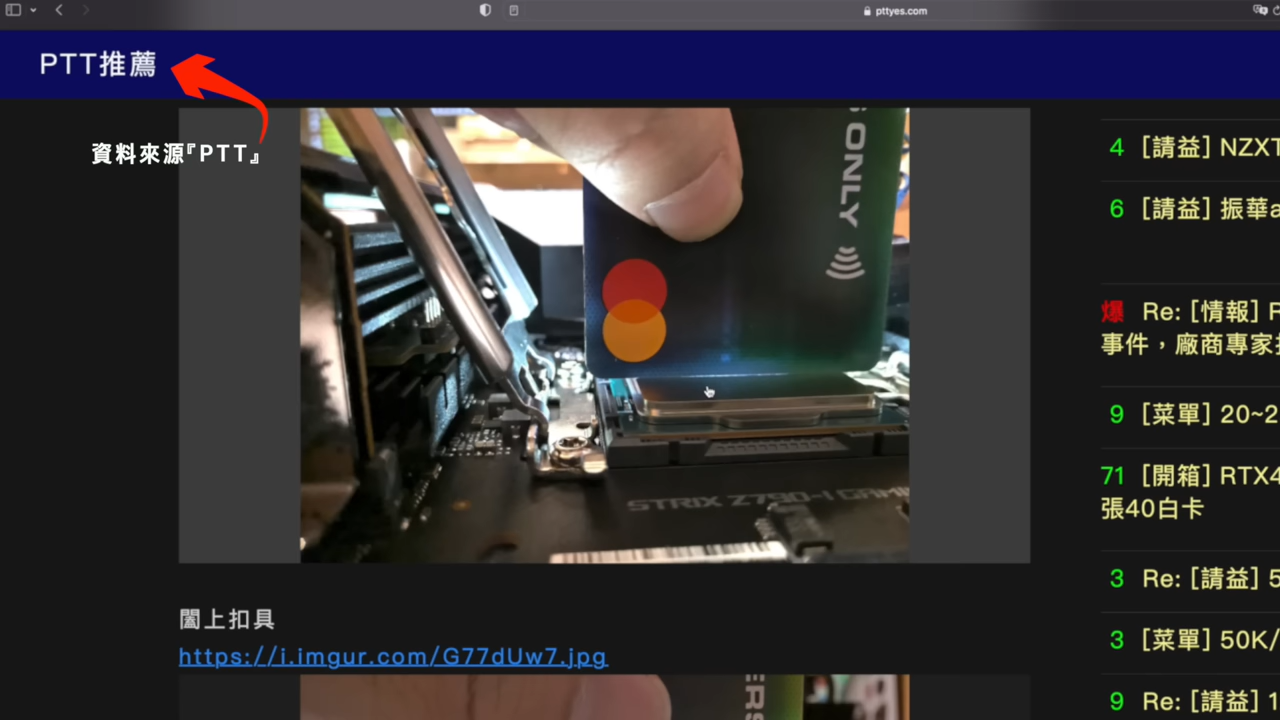 pttyes.com
PTT推薦
資料來源『PTT』
S ONLY
STRIX Z790-I GAMI
闔上扣具
https://i.imgur.com/G77dUw7.jpg
ERS
4 [請益] NZXT
6 [請益] 振華a
爆 Re: [情報] R
事件，廠商專家
9 [菜單] 20~2
71 [開箱] RTX4
張40白卡
3 Re: [請益] 5
3 [菜單] 50K/
9 Re: [請益] 1